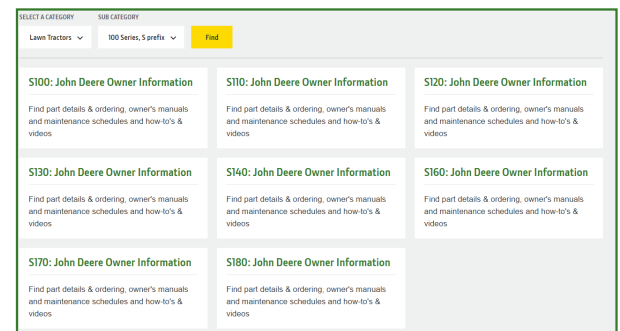 SELECT A CATEGORY SUB CATEGORY
Lawn Tractors 100 Series, S prefix Find
S100: John Deere Owner Information
Find part details & ordering, owner's manuals
and maintenance schedules and how-to's &
videos
S110: John Deere Owner Information
Find part details & ordering, owner's manuals
and maintenance schedules and how-to's &
videos
S120: John Deere Owner Information
Find part details & ordering, owner's manuals
and maintenance schedules and how-to's &
videos
S130: John Deere Owner Information
Find part details & ordering, owner's manuals
and maintenance schedules and how-to's &
videos
S140: John Deere Owner Information
Find part details & ordering, owner's manuals
and maintenance schedules and how-to's &
videos
S160: John Deere Owner Information
Find part details & ordering, owner's manuals
and maintenance schedules and how-to's &
videos
S170: John Deere Owner Information
Find part details & ordering, owner's manuals
and maintenance schedules and how-to's &
videos
S180: John Deere Owner Information
Find part details & ordering, owner's manuals
and maintenance schedules and how-to's &
videos